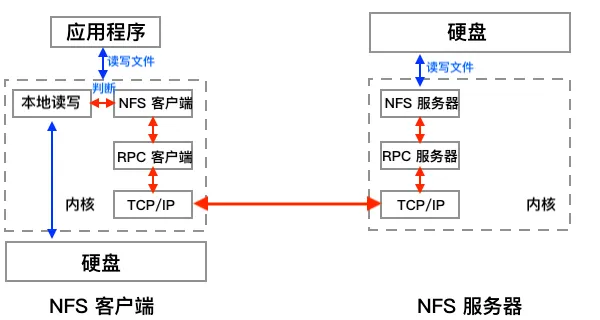 应用程序
读写文件
判断
本地读写
NFS 客户端
RPC 客户端
内核
TCP/IP
硬盘
NFS 客户端
硬盘
读写文件
NFS 服务器
RPC 服务器
TCP/IP
内核
NFS 服务器